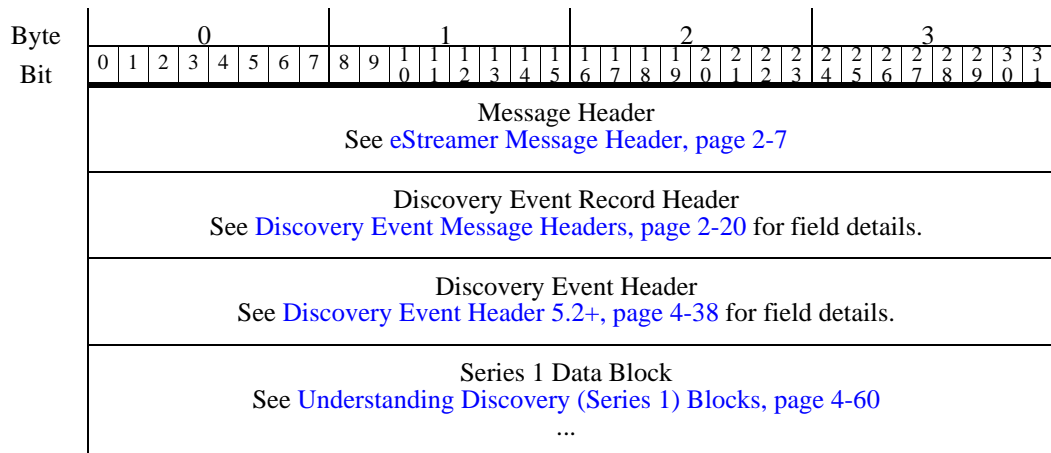 Byte 0 1 2 3
Bit 0 1 2 3 4 5 6 7 8 9 10 11 12 13 14 15 16 17 18 19 20 21 22 23 24 25 26 27 28 29 30 31
Message Header
See eStreamer Message Header, page 2-7
Discovery Event Record Header
See Discovery Event Message Headers, page 2-20 for field details.
Discovery Event Header
See Discovery Event Header 5.2+, page 4-38 for field details.
Series 1 Data Block
See Understanding Discovery (Series 1) Blocks, page 4-60
...